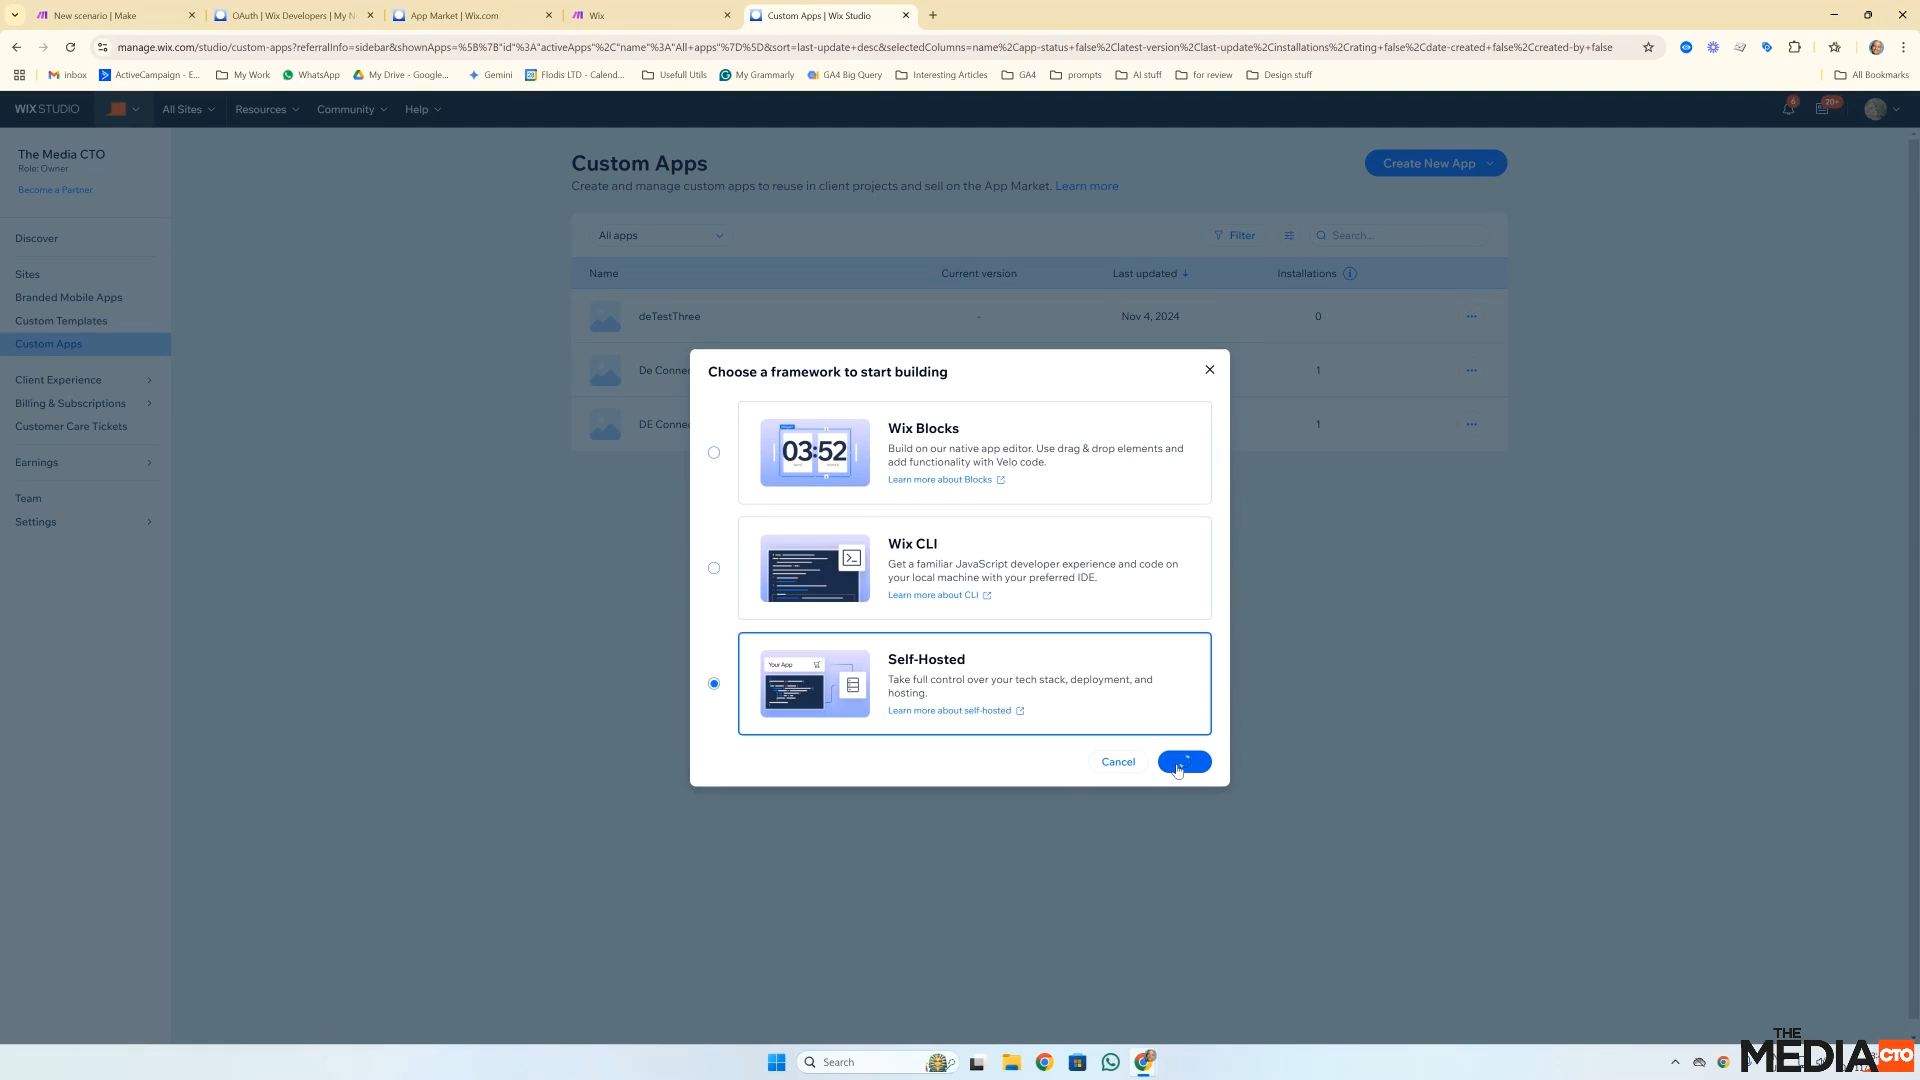 New scenario | Make
OAuth | Wix Developers | My N
App Market | Wix.com
Wix
Custom Apps | Wix Studio
manage.wix.com/studio/custom-apps?referralInfo=sidebar&shownApps=%5B%7B"id"%3A"activeApps"%2C"name"%3A"All+apps"%7D%5D&sort=last-update+desc&selectedColumns=name%2Capp-status+false%2Clatest-version%2Clast-update%2Cinstallations%2Crating+false%2Cdate-created+false%2Ccreated-by+false
inbox
ActiveCampaign - E...
My Work
WhatsApp
My Drive - Google...
Gemini
Flodis LTD - Calend...
Usefull Utils
My Grammarly
GA4 Big Query
Interesting Articles
GA4
prompts
AI stuff
for review
Design stuff
All Bookmarks
WIX STUDIO
All Sites
Resources
Community
Help
6
20+
The Media CTO
Role: Owner
Become a Partner
Discover
Sites
Branded Mobile Apps
Custom Templates
Custom Apps
Client Experience
Billing & Subscriptions
Customer Care Tickets
Earnings
Team
Settings
Custom Apps
Create New App
Create and manage custom apps to reuse in client projects and sell on the App Market. Learn more
All apps
Filter
Search...
Name
Current version
Last updated
Installations
deTestThree
-
Nov 4, 2024
0
De Connec
1
DE Connec
1
Choose a framework to start building
03:52
Wix Blocks
Build on our native app editor. Use drag & drop elements and
add functionality with Velo code.
Learn more about Blocks
Wix CLI
Get a familiar JavaScript developer experience and code on
your local machine with your preferred IDE.
Learn more about CLI
Your App
Self-Hosted
Take full control over your tech stack, deployment, and
hosting.
Learn more about self-hosted
Cancel
Search
THE
MEDIA CTO